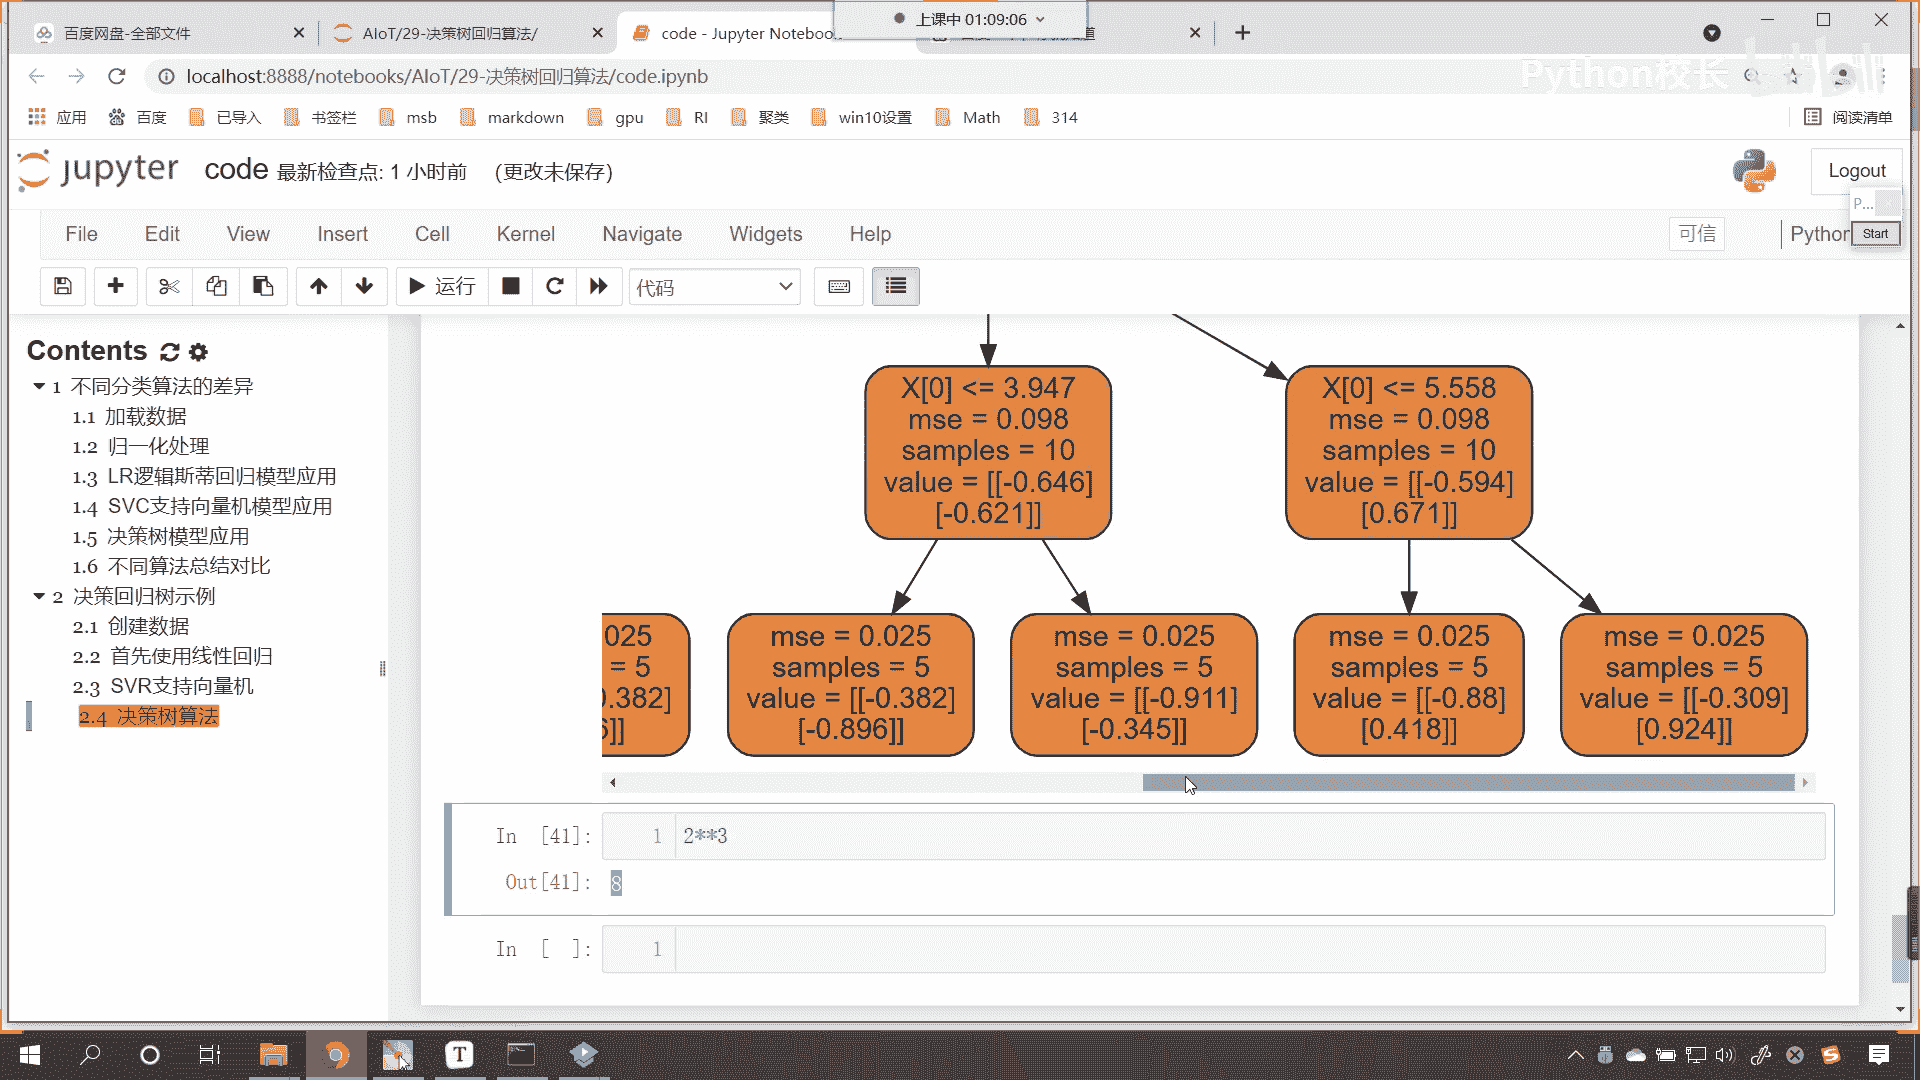 上课中 01:09:06
百度网盘-全部文件
AIoT/29-决策树回归算法/
code - Jupyter Notebook
localhost:8888/notebooks/AIoT/29-决策树回归算法/code.ipynb
Python校长
应用 百度 已导入 书签栏 msb markdown gpu RI 聚类 win10设置 Math 314 阅读清单
jupyter code 最新检查点: 1 小时前 (更改未保存)
Logout
P...
File Edit View Insert Cell Kernel Navigate Widgets Help 可信 Python
Start
运行 代码
Contents
1 不同分类算法的差异
1.1 加载数据
1.2 归一化处理
1.3 LR逻辑斯蒂回归模型应用
1.4 SVC支持向量机模型应用
1.5 决策树模型应用
1.6 不同算法总结对比
2 决策回归树示例
2.1 创建数据
2.2 首先使用线性回归
2.3 SVR支持向量机
2.4 决策树算法
X[0] <= 3.947
mse = 0.098
samples = 10
value = [[-0.646]
[-0.621]]
X[0] <= 5.558
mse = 0.098
samples = 10
value = [[-0.594]
[0.671]]
025
= 5
.382]
]]
mse = 0.025
samples = 5
value = [[-0.382]
[-0.896]]
mse = 0.025
samples = 5
value = [[-0.911]
[-0.345]]
mse = 0.025
samples = 5
value = [[-0.88]
[0.418]]
mse = 0.025
samples = 5
value = [[-0.309]
[0.924]]
In [41]: 1 2**3
Out[41]: 8
In [ ]: 1